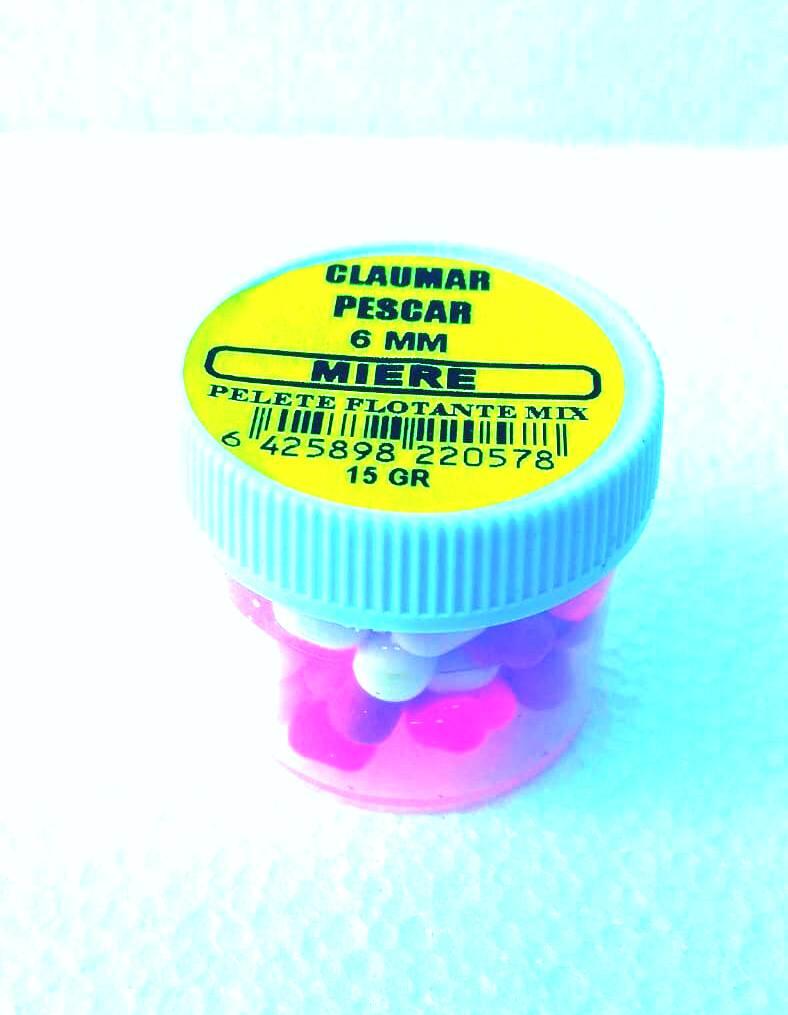 CLAUMAR
PESCAR
6 MM
MIERE
PELETE FLOTANTE MIX
6 425898 220578
15 GR